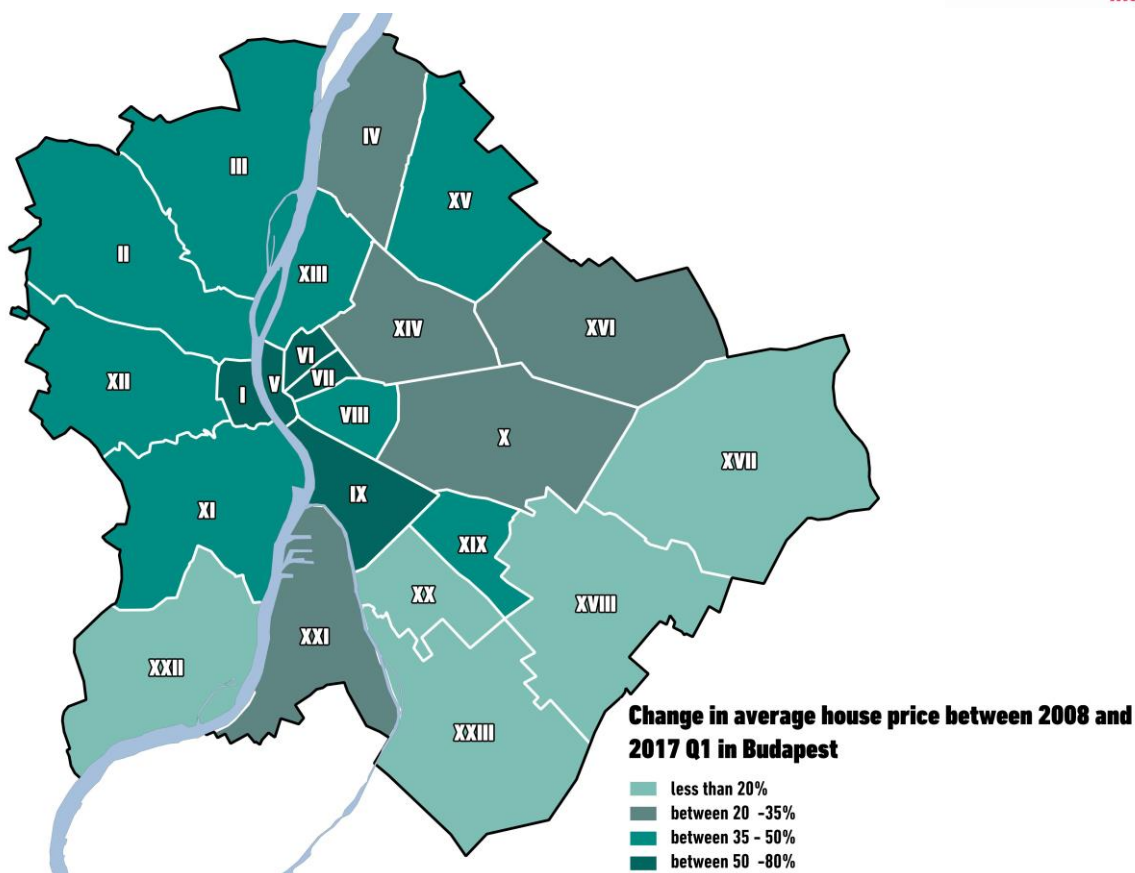 IV
III
XV
II
XIII
XIV
XVI
VI
XII
VII
I
V
VIII
X
XVII
IX
XI
XIX
XX
XVIII
XXI
XXII
XXIII
Change in average house price between 2008 and
2017 Q1 in Budapest
less than 20%
between 20 -35%
between 35 - 50%
between 50 -80%